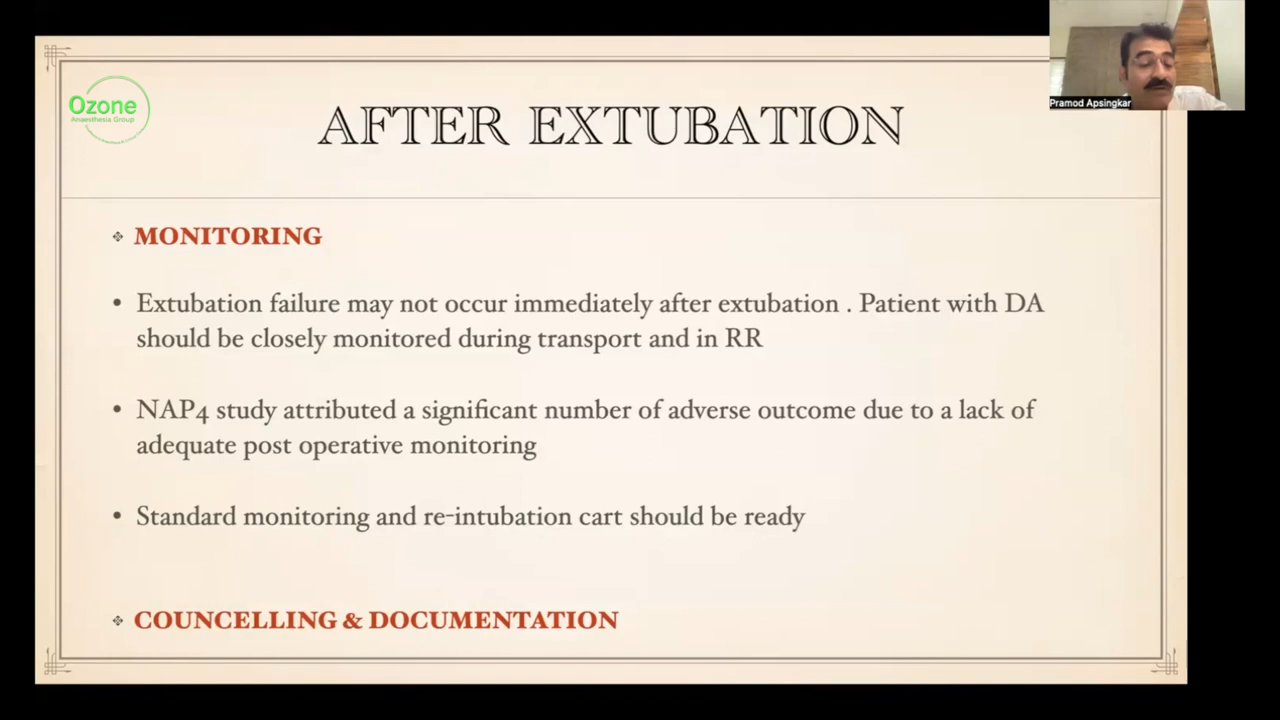 Pramod Apsingkar
Ozone
Anaesthesia Group
AFTER EXTUBATION
❖ MONITORING
• Extubation failure may not occur immediately after extubation . Patient with DA
should be closely monitored during transport and in RR
• NAP4 study attributed a significant number of adverse outcome due to a lack of
adequate post operative monitoring
• Standard monitoring and re-intubation cart should be ready
❖ COUNCELLING & DOCUMENTATION